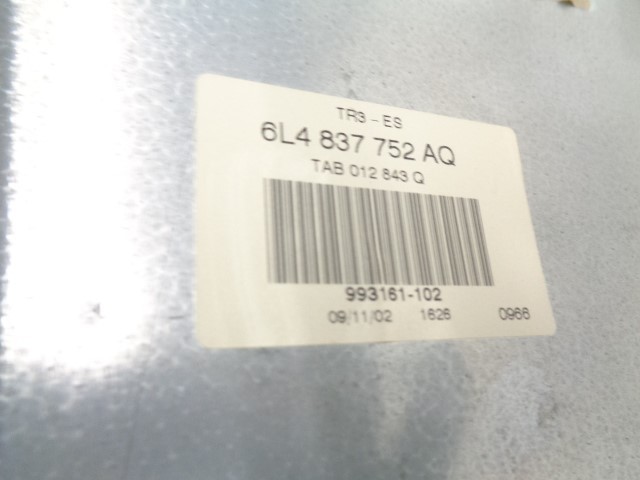 TR3 - ES
6L4 837 752 AQ
TAB 012 843 Q
993161-102
09/11/02 1626 0966